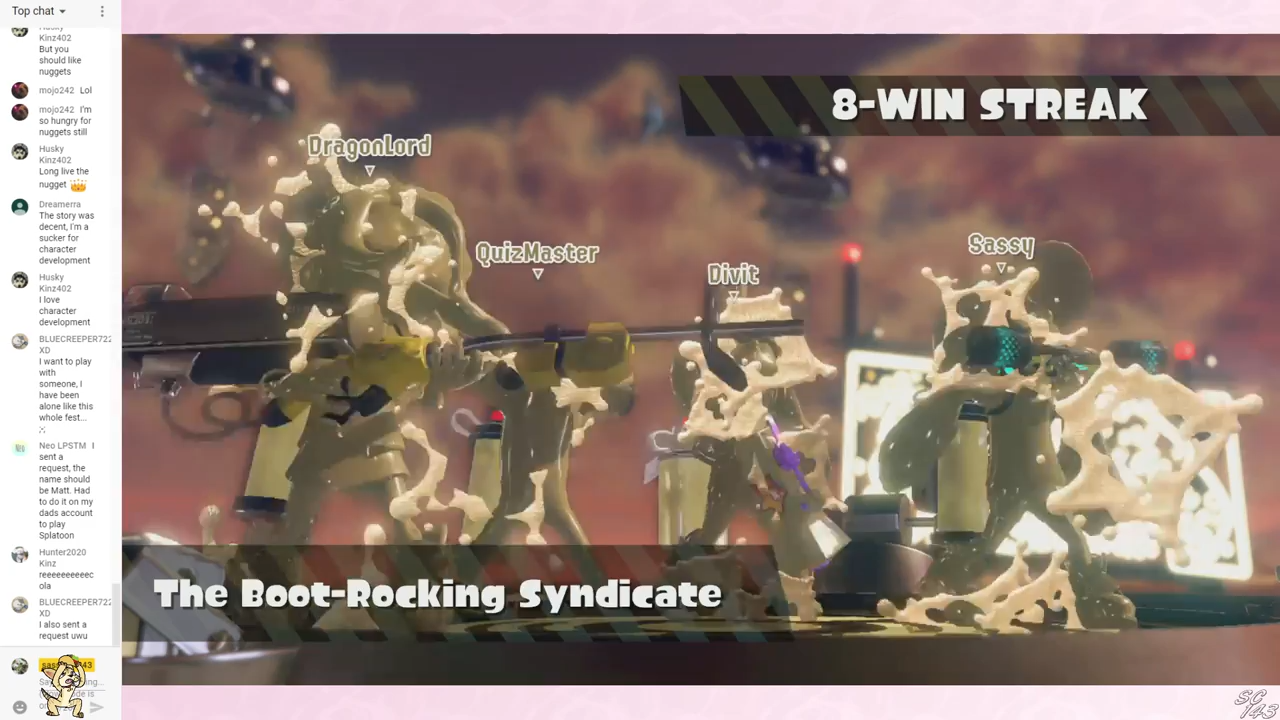 Top chat
Husky
Kinz402
But you
should like
nuggets
mojo242 Lol
mojo242 I'm
so hungry for
nuggets still
Husky
Kinz402
Long live the
nugget
Dreamerra
The story was
decent, I'm a
sucker for
character
development
Husky
Kinz402
I love
character
development
BLUECREEPER722
XD
I want to play
with
someone, I
have been
alone like this
whole fest...
;;
Neo LPSTM I
sent a
request, the
name should
be Matt. Had
to do it on my
dads account
to play
Splatoon
Hunter2020
Kinz
reeeeeeeeeec
ola
BLUECREEPER722
XD
I also sent a
request uwu
8-WIN STREAK
DragonLord
QuizMaster
Divit
Sassy
The Boot-Rocking Syndicate
SC
143